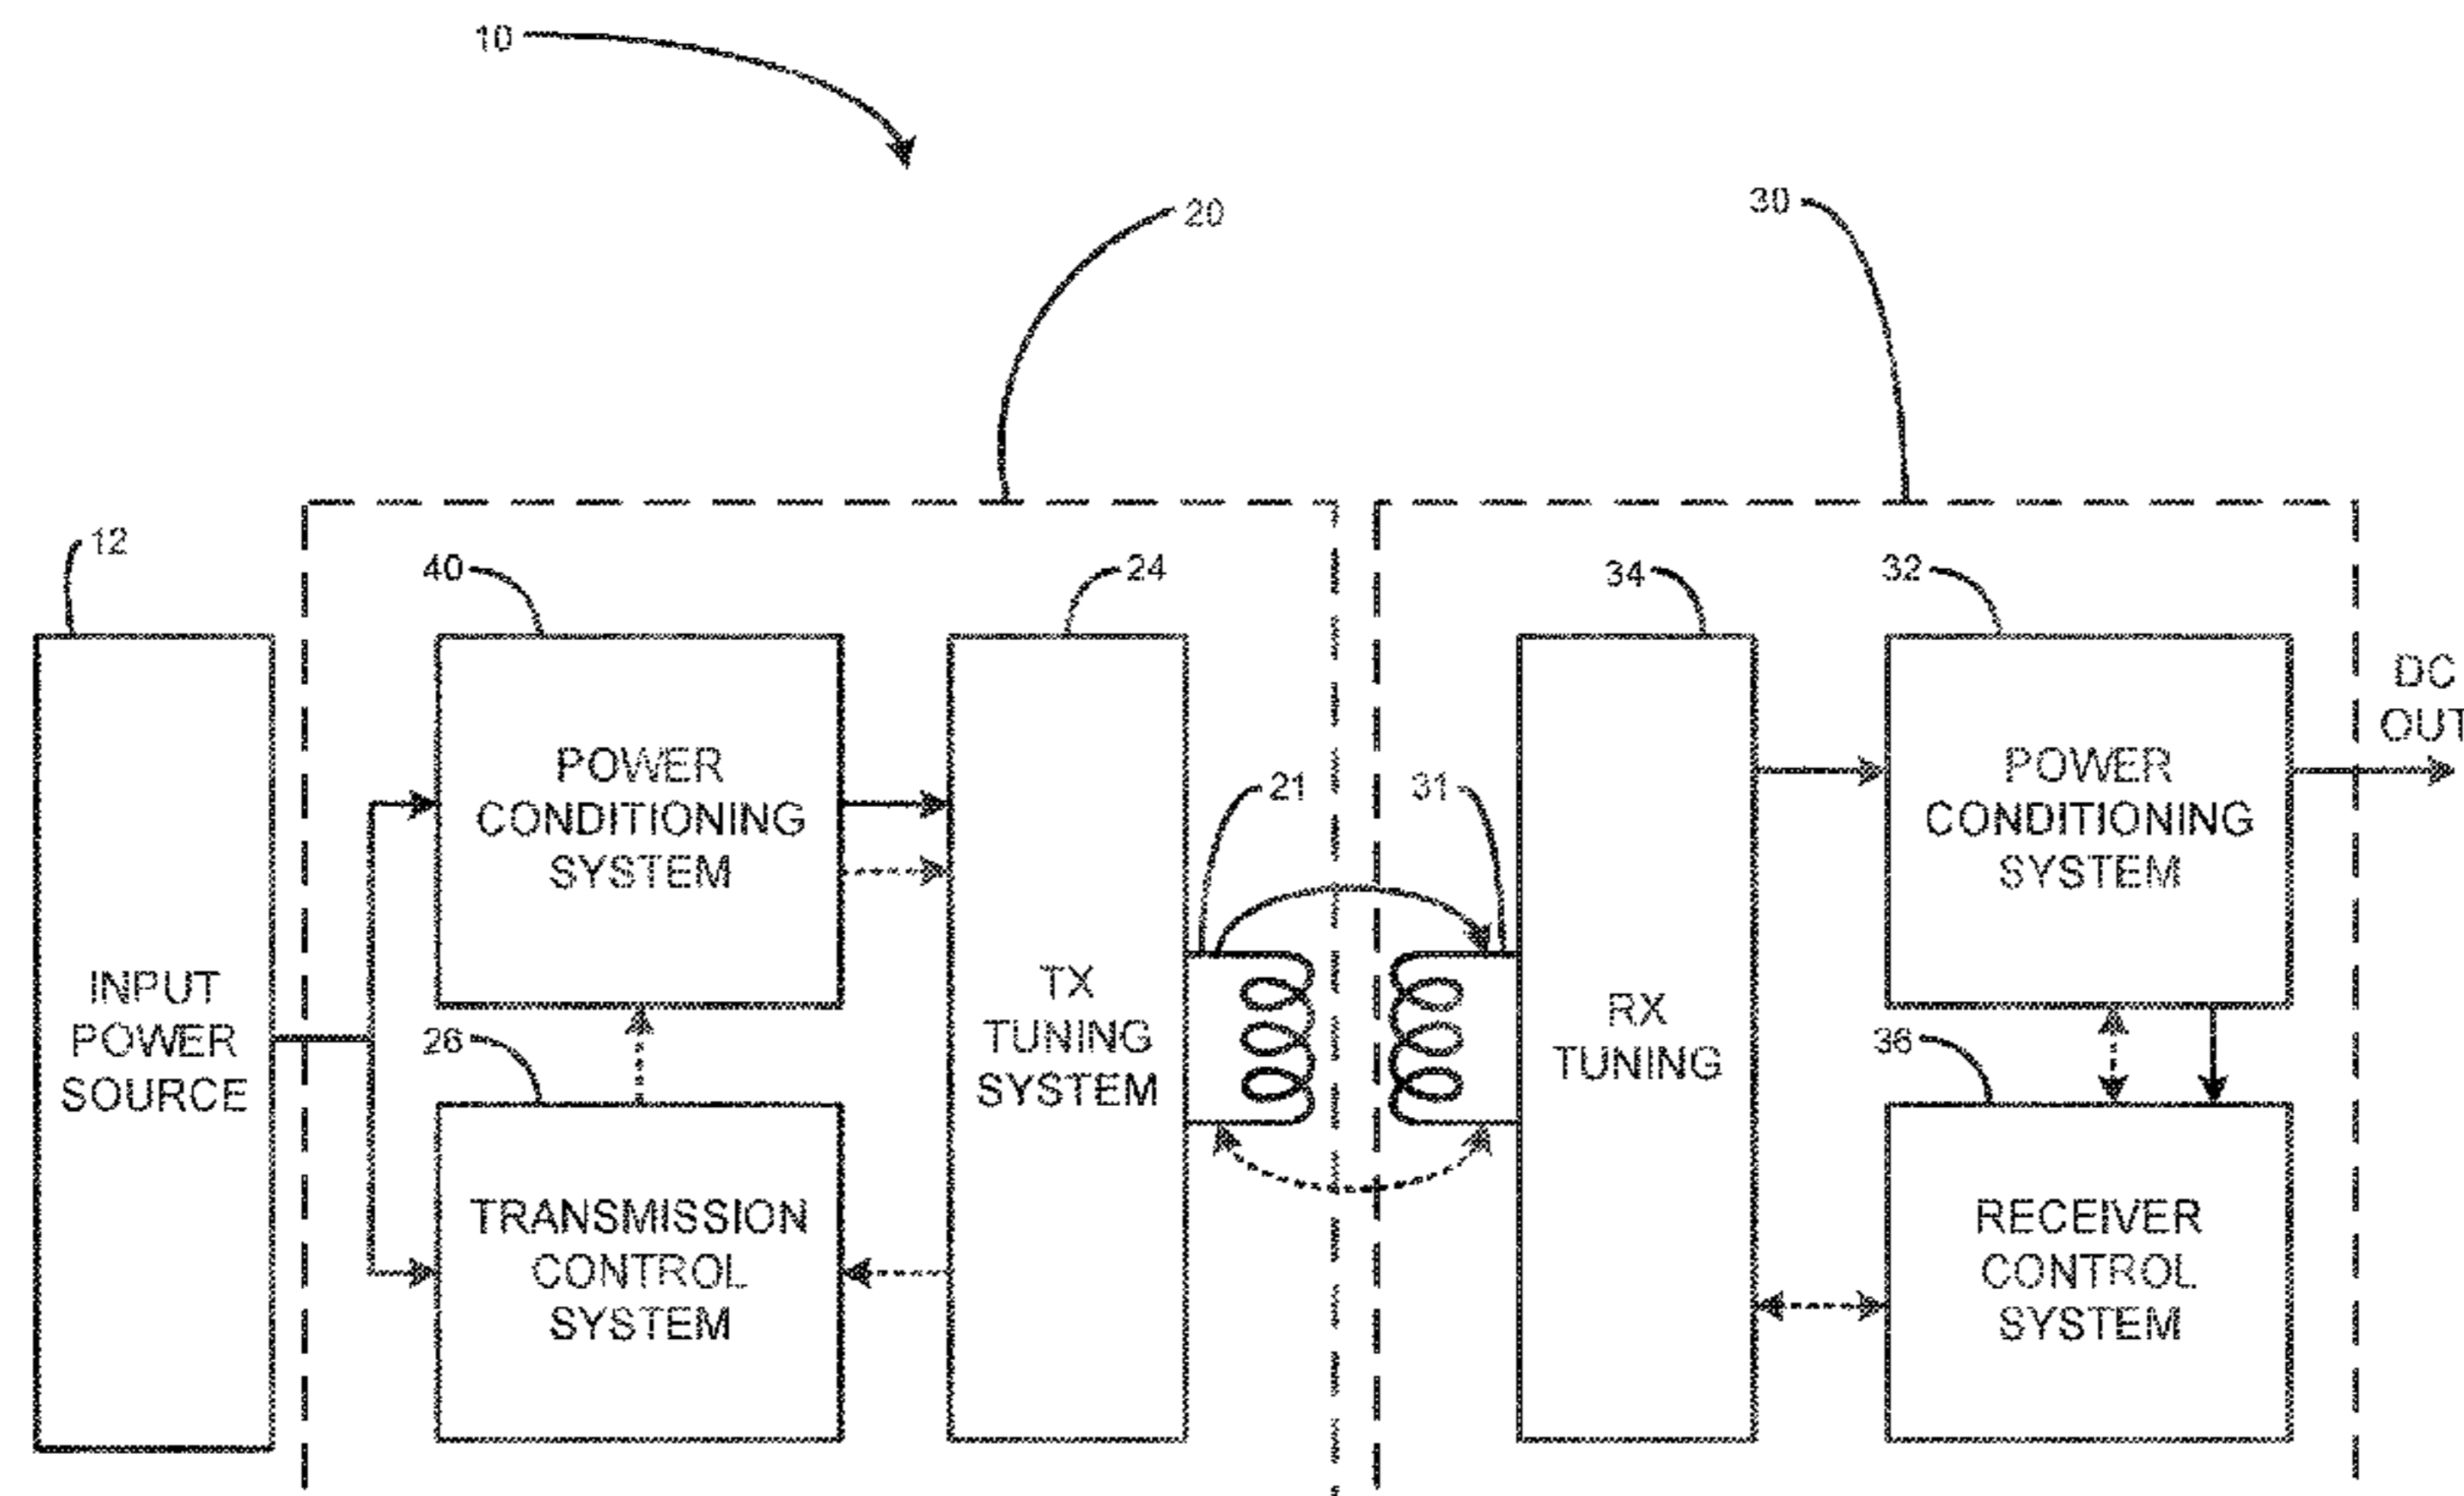 10
20
30
12
40
24
34
32
DC
OUT
POWER
CONDITIONING
SYSTEM
POWER
CONDITIONING
SYSTEM
21
31
INPUT
POWER
SOURCE
26
TX
TUNING
SYSTEM
RX
TUNING
36
TRANSMISSION
CONTROL
SYSTEM
RECEIVER
CONTROL
SYSTEM